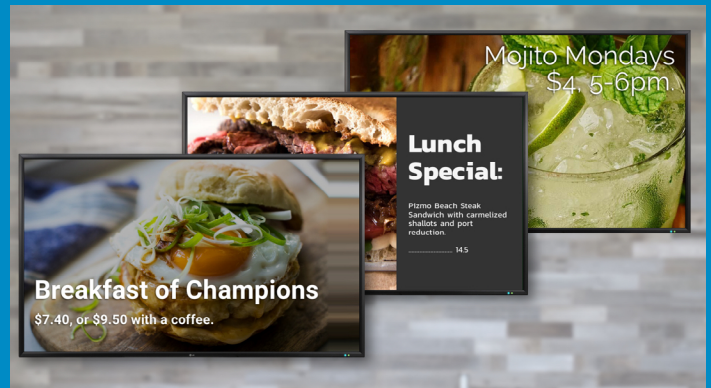 Mojito Mondays
$4, 5-6pm.
Lunch
Special:
PIzmo Beach Steak
Sandwich with carmelized
shallots and port
reduction.
........................ 14.5
Breakfast of Champions
$7.40, or $9.50 with a coffee.